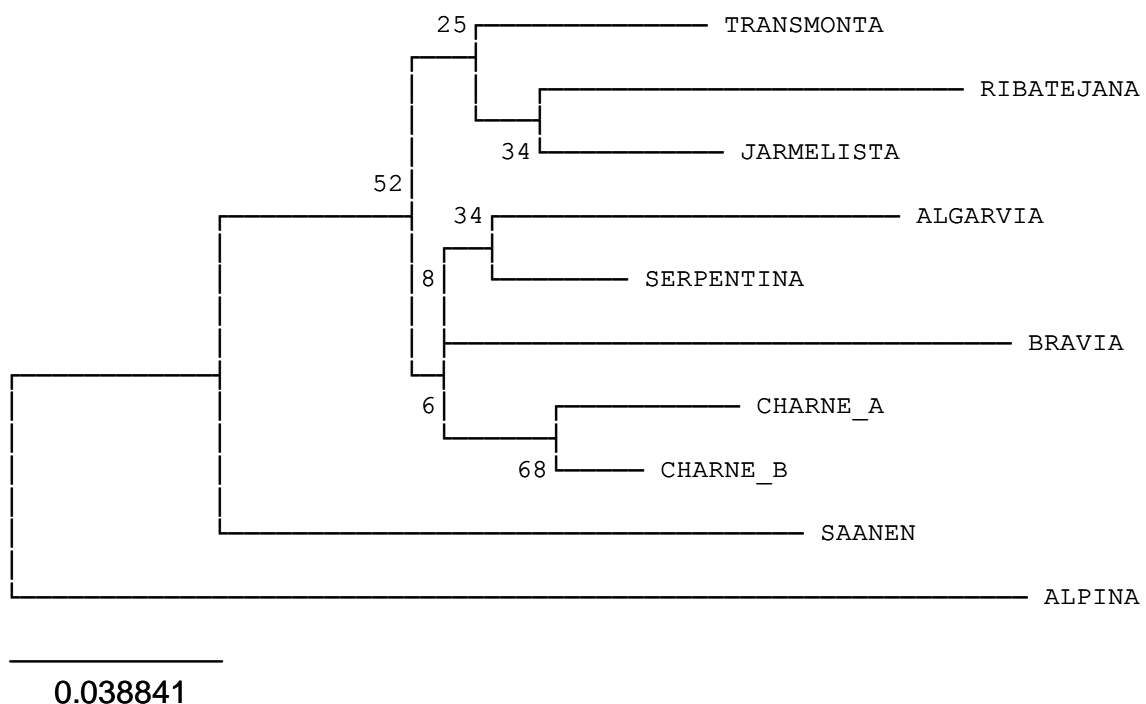 25
TRANSMONTA
RIBATEJANA
34
JARMELISTA
52
34
ALGARVIA
8
SERPENTINA
BRAVIA
6
CHARNE_A
68
CHARNE_B
SAANEN
ALPINA
0.038841